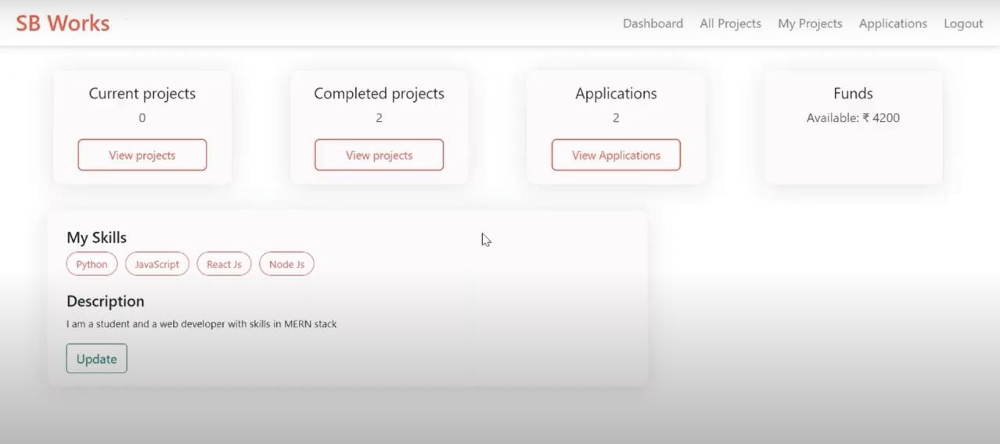 SB Works
Dashboard All Projects My Projects Applications Logout
Current projects
0
View projects
Completed projects
2
View projects
Applications
2
View Applications
Funds
Available: ₹ 4200
My Skills
Python JavaScript React Js Node Js
Description
I am a student and a web developer with skills in MERN stack
Update